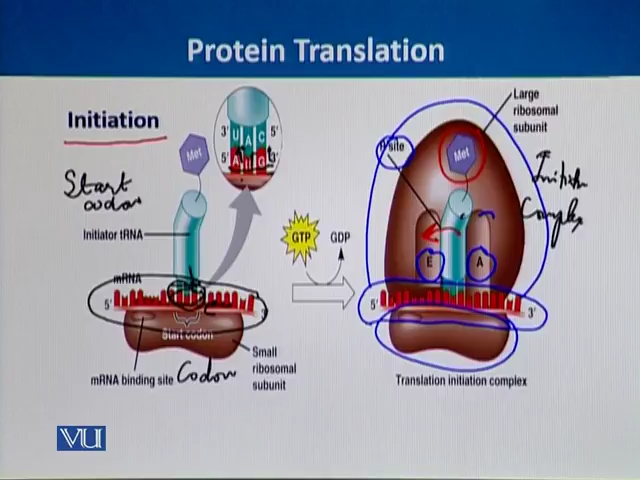 Protein Translation
Initiation
Start
codon
Met
3' U A C 5'
5' A U G 3'
Initiator tRNA
mRNA
5'
3'
Start codon
mRNA binding site
Codon
Small
ribosomal
subunit
GTP
GDP
Large
ribosomal
subunit
P site
Met
Complex
E
A
5'
3'
Translation initiation complex
VU